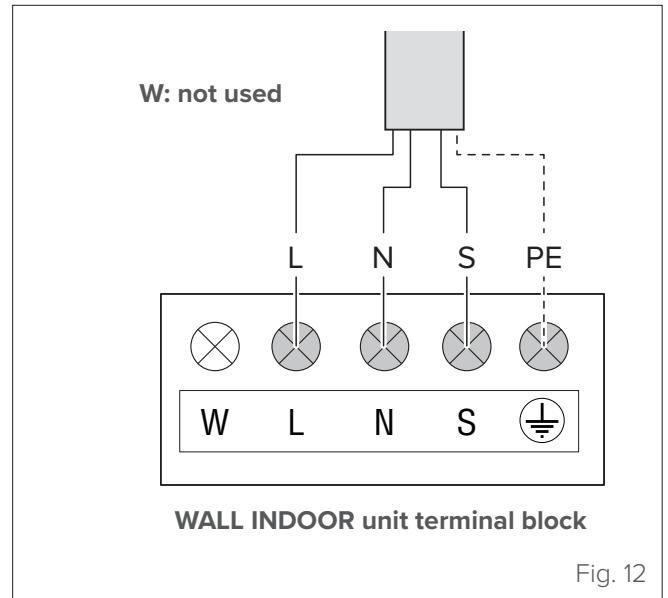 W: not used
L N S PE
W L N S
WALL INDOOR unit terminal block
Fig. 12